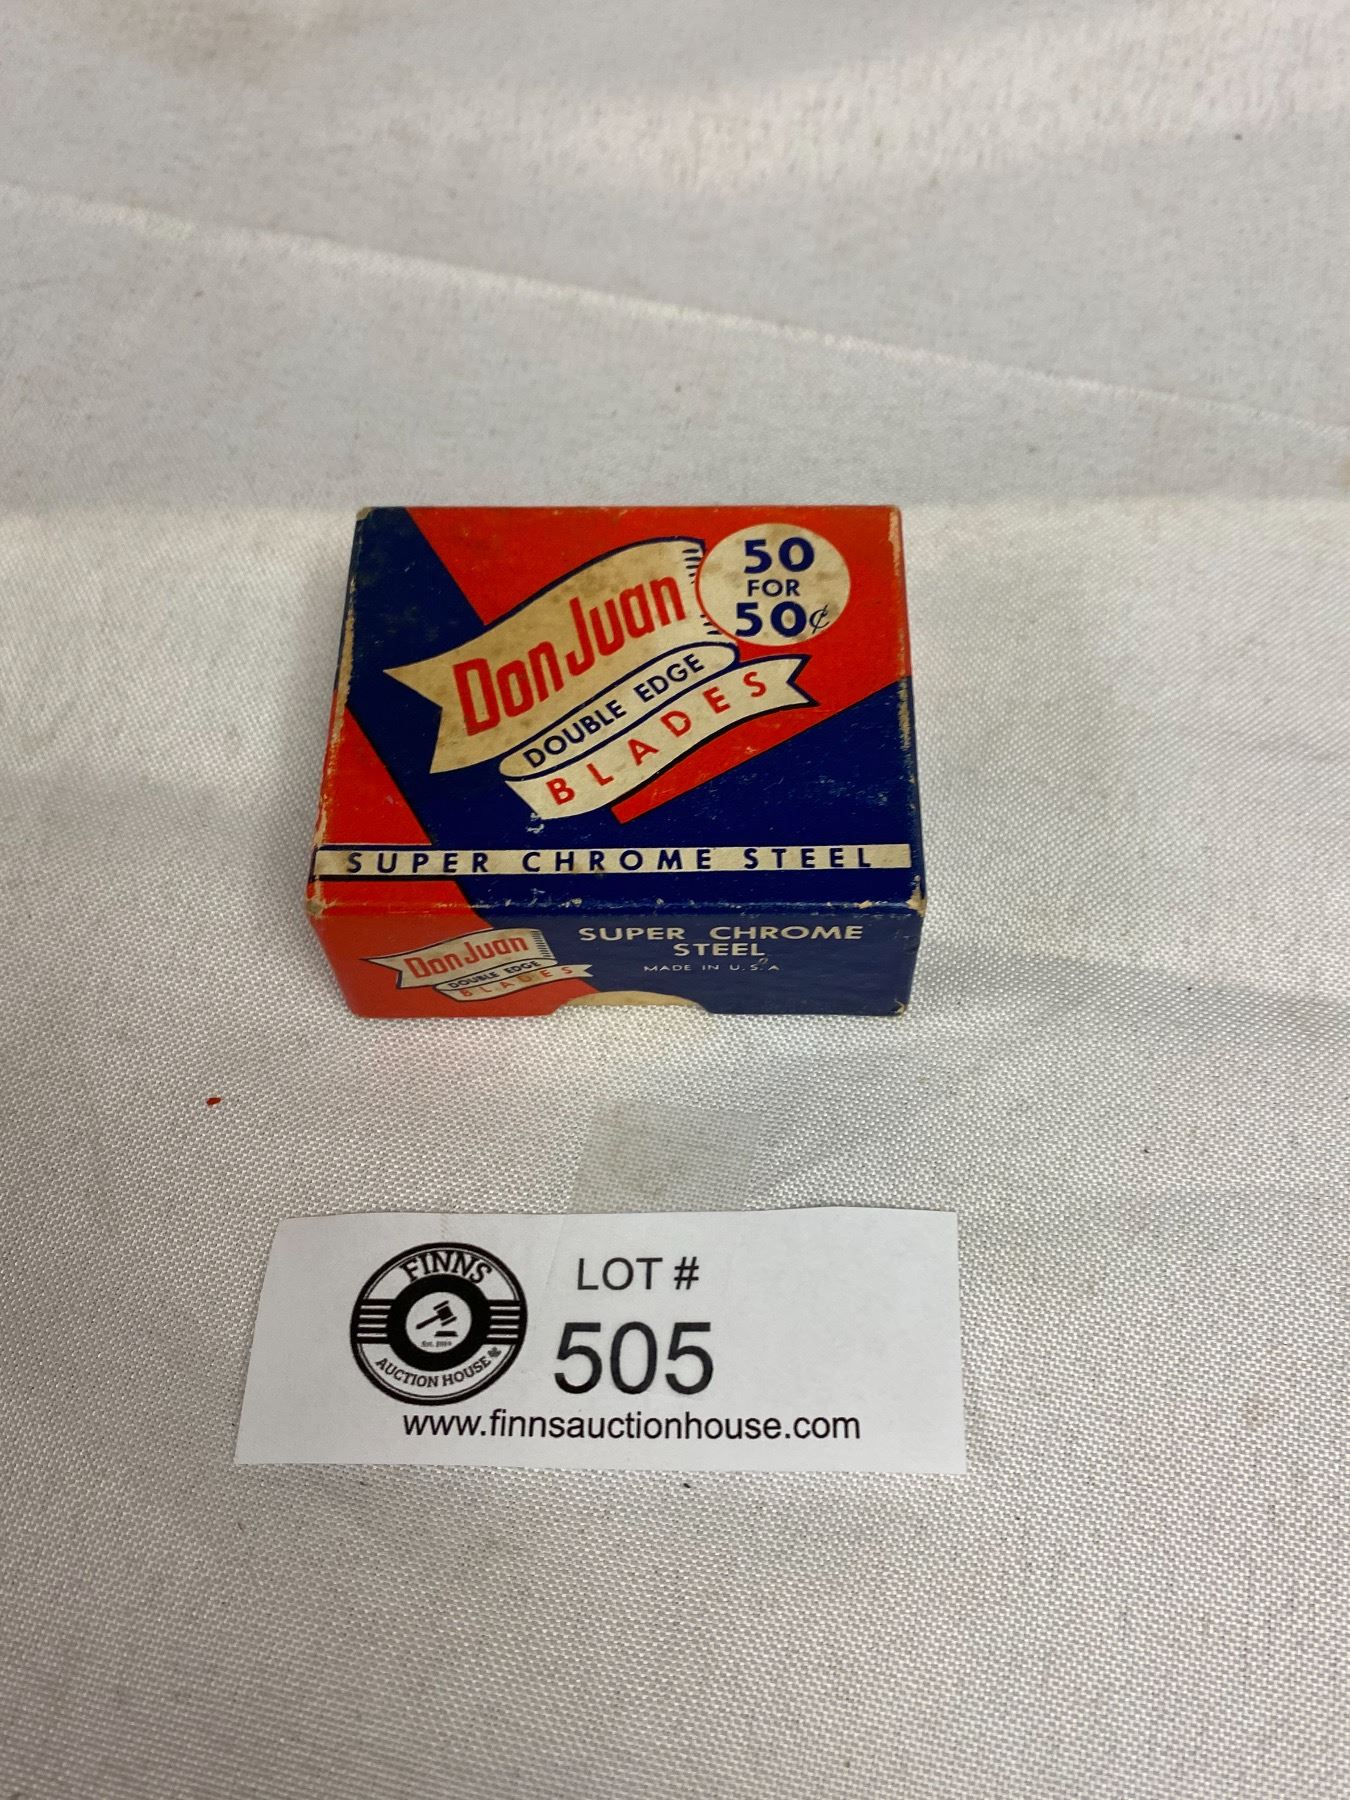 50
FOR
50¢
Don Juan
DOUBLE EDGE
BLADES
SUPER CHROME STEEL
Don Juan
DOUBLE EDGE
BLADES
SUPER CHROME
STEEL
MADE IN U.S.A
FINNS
AUCTION HOUSE
LOT #
505
www.finnsauctionhouse.com